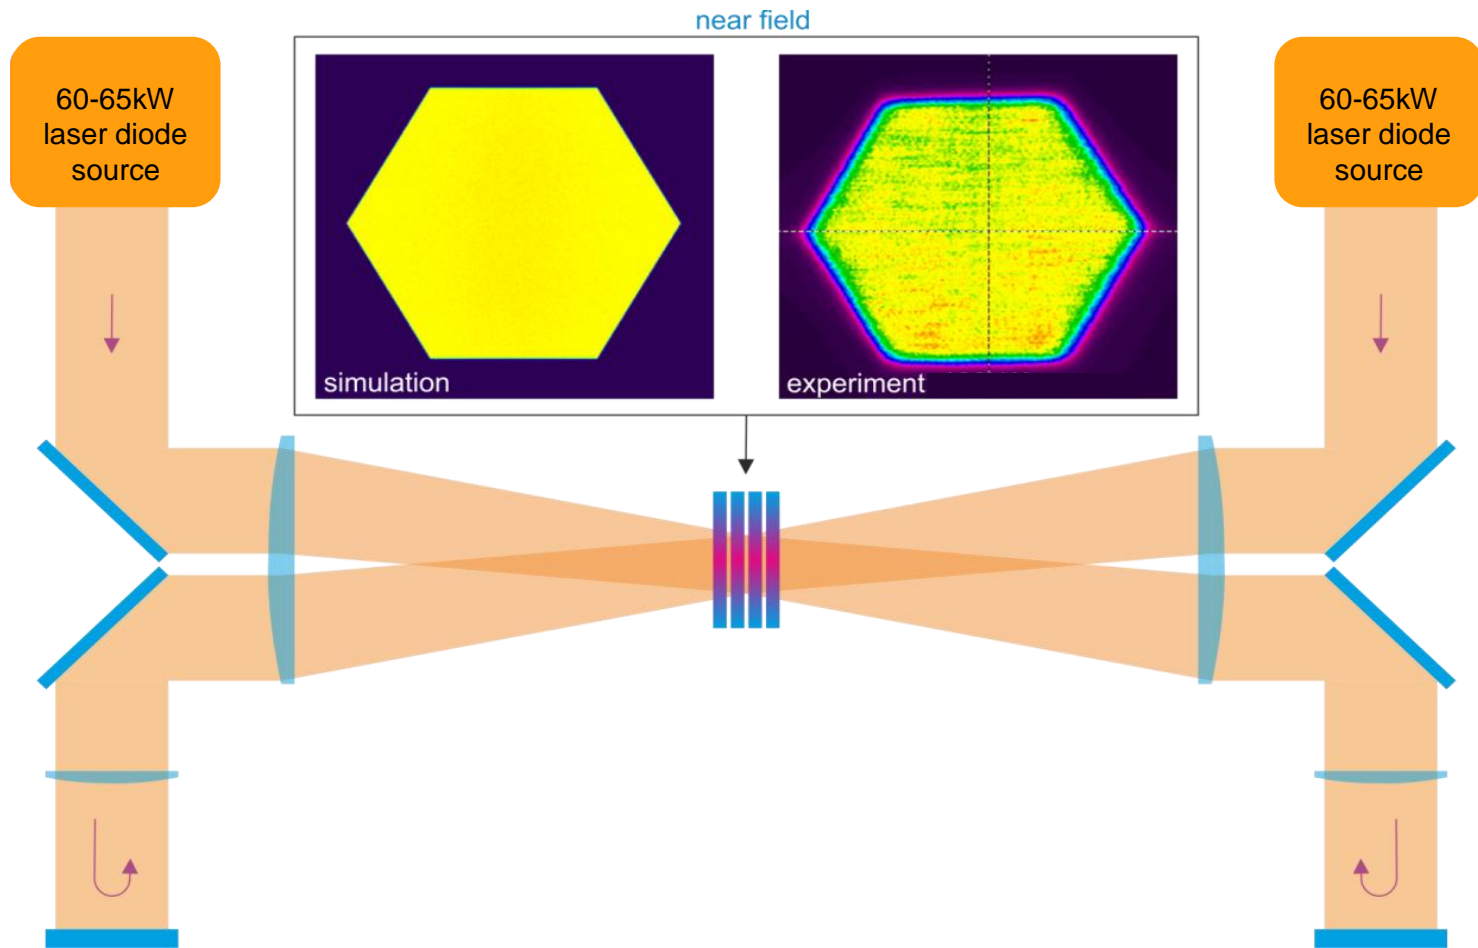 near field
60-65kW
laser diode
source
60-65kW
laser diode
source
simulation
experiment